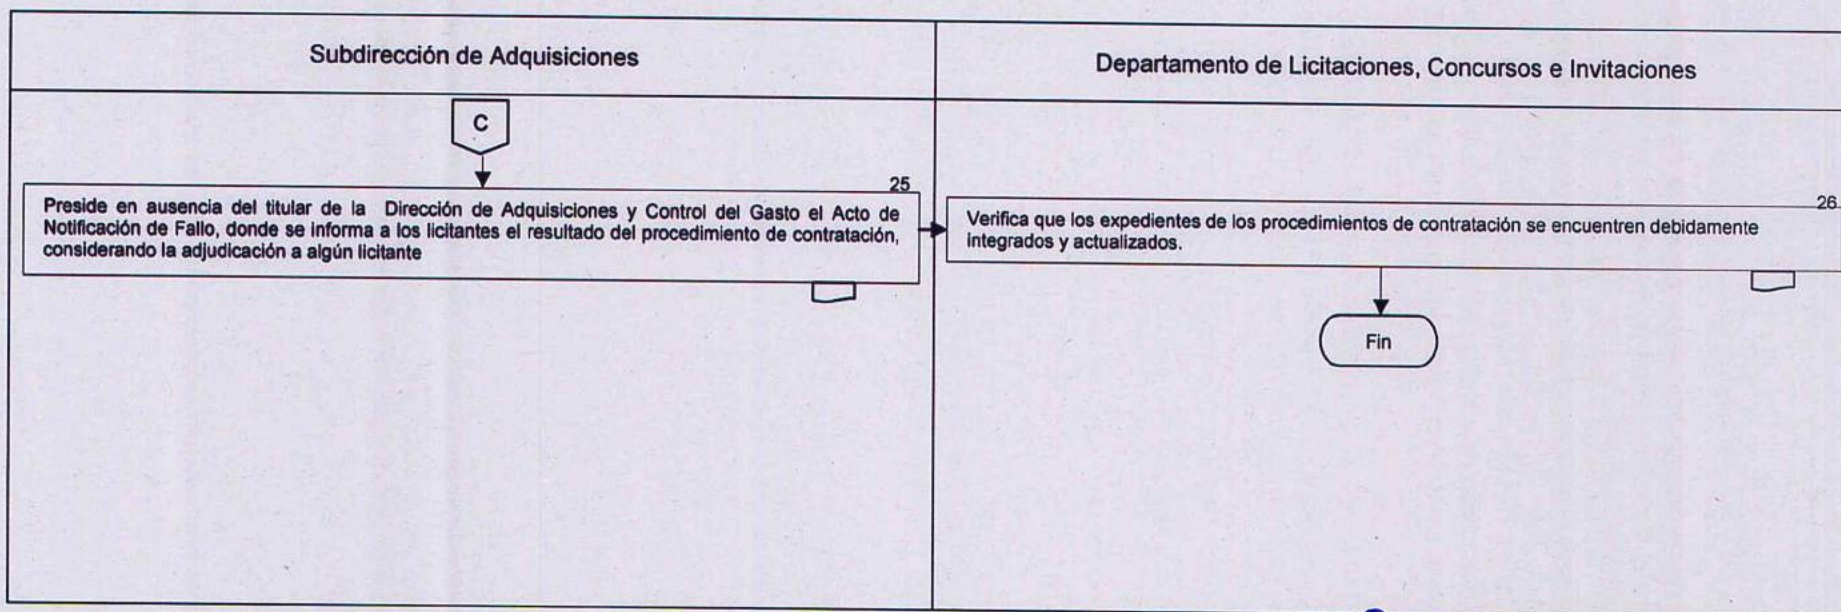 Subdirección de Adquisiciones
Departamento de Licitaciones, Concursos e Invitaciones
C
25
Preside en ausencia del titular de la Dirección de Adquisiciones y Control del Gasto el Acto de
Notificación de Fallo, donde se informa a los licitantes el resultado del procedimiento de contratación,
considerando la adjudicación a algún licitante
26
Verifica que los expedientes de los procedimientos de contratación se encuentren debidamente
integrados y actualizados.
Fin